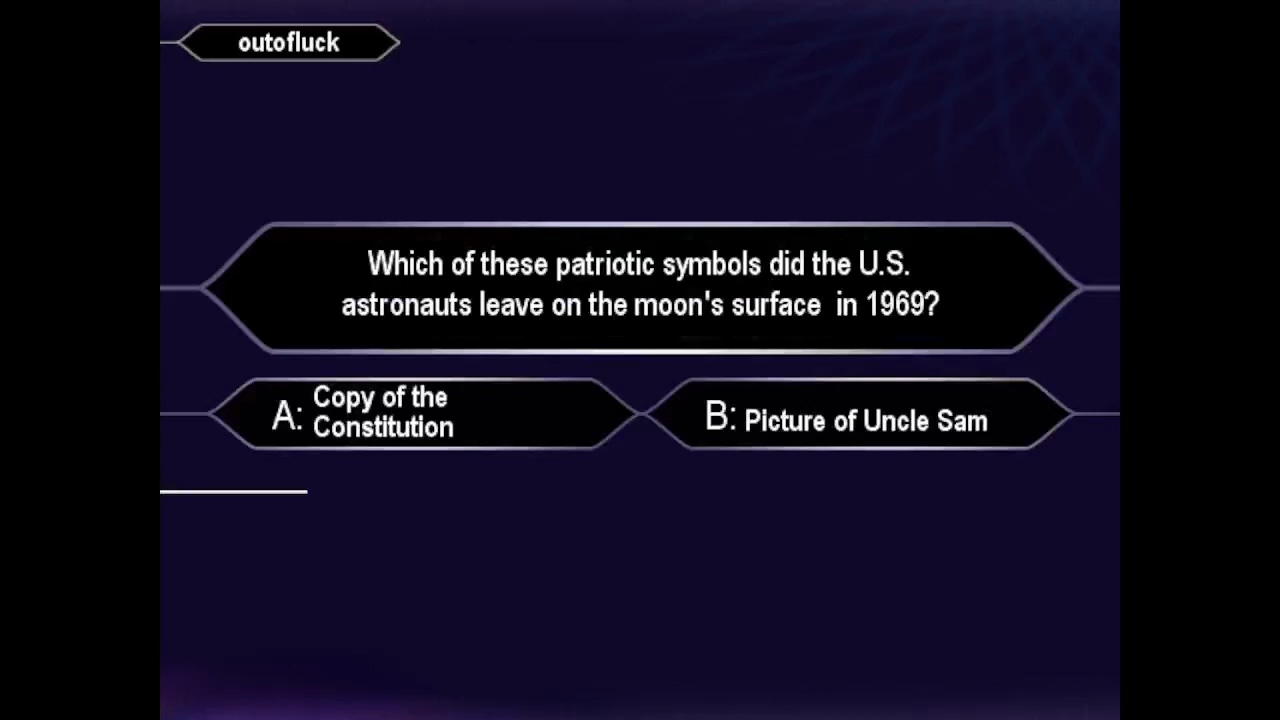 outofluck
Which of these patriotic symbols did the U.S.
astronauts leave on the moon's surface  in 1969?
A: Copy of the
Constitution
B: Picture of Uncle Sam